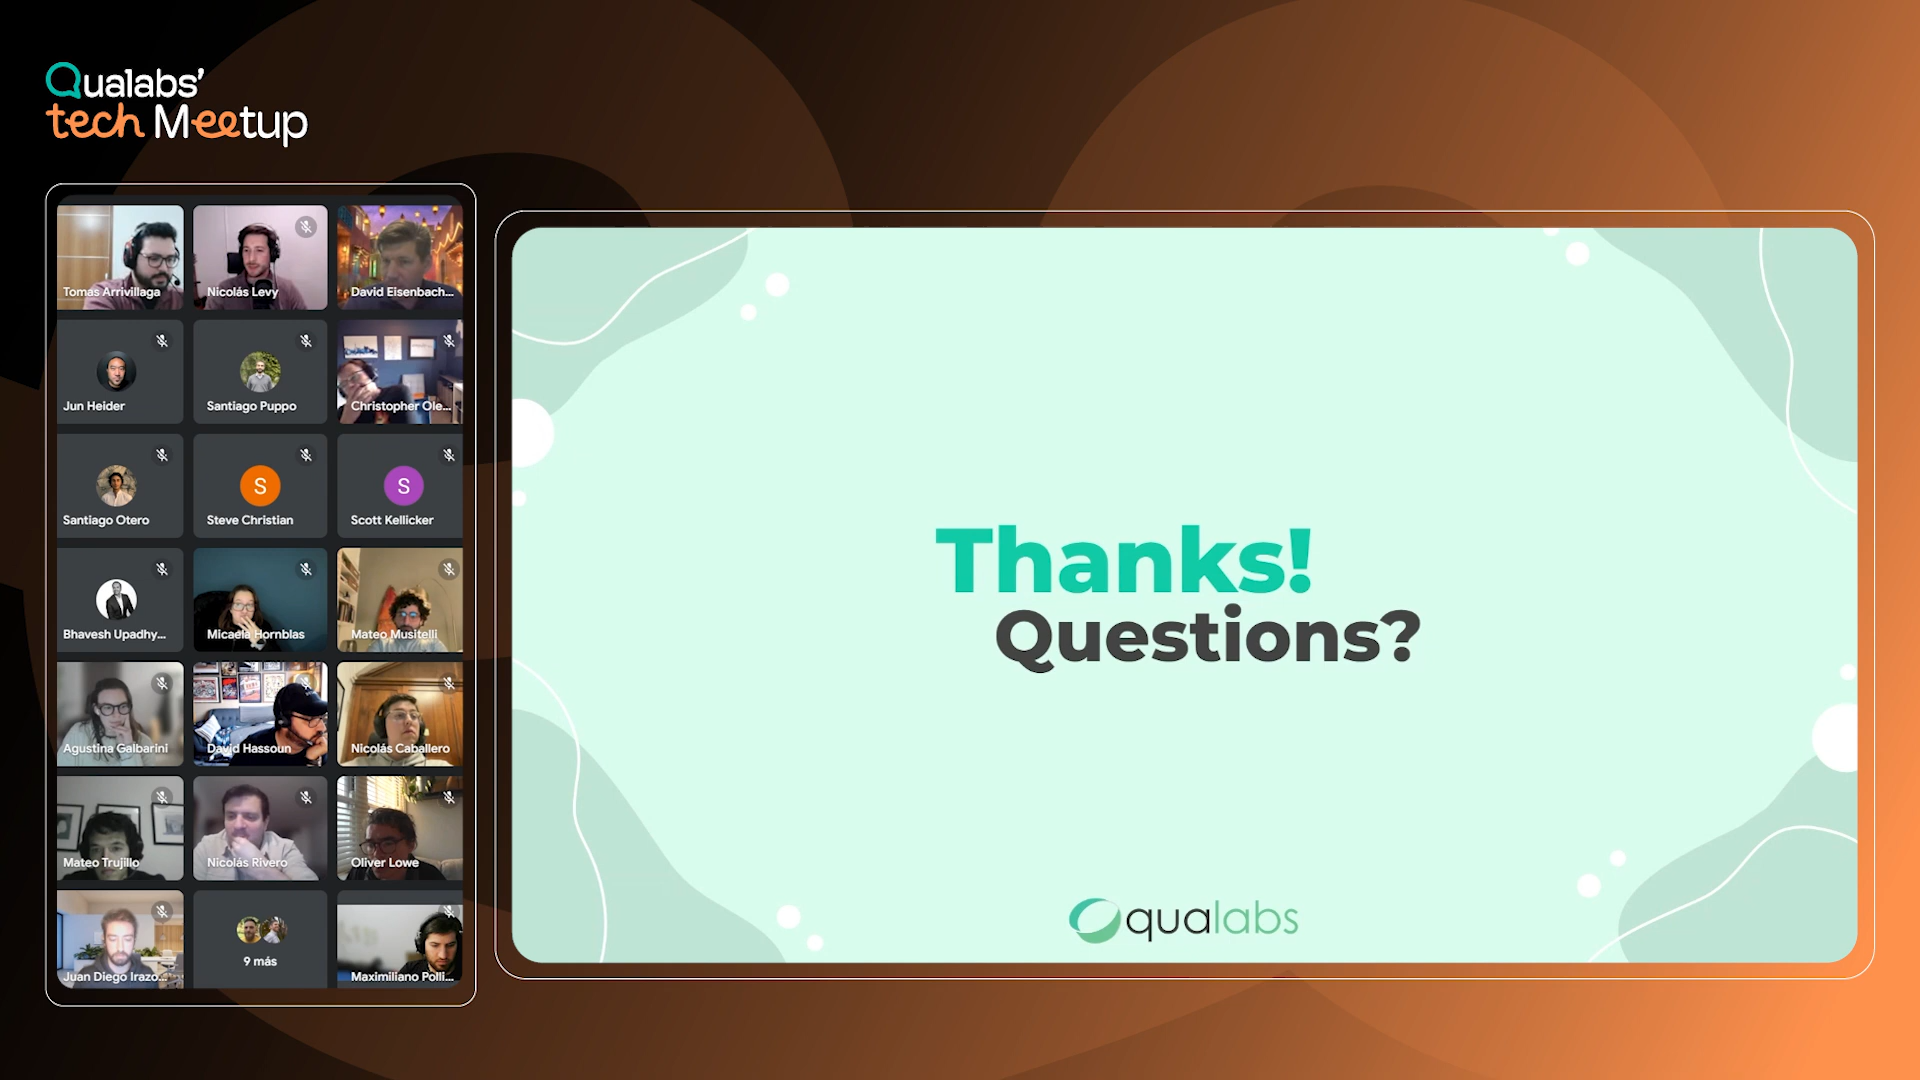 Qualabs'
tech Meetup
Tomas Arrivillaga
Nicolás Levy
David Eisenbach...
Jun Heider
Santiago Puppo
Christopher Ole...
Santiago Otero
S
Steve Christian
S
Scott Kellicker
Bhavesh Upadhy...
Micaela Hornblas
Mateo Musitelli
Agustina Galbarini
David Hassoun
Nicolás Caballero
Mateo Trujillo
Nicolás Rivero
Oliver Lowe
Juan Diego Irazo...
9 más
Maximiliano Polli...
Thanks!
Questions?
qualabs